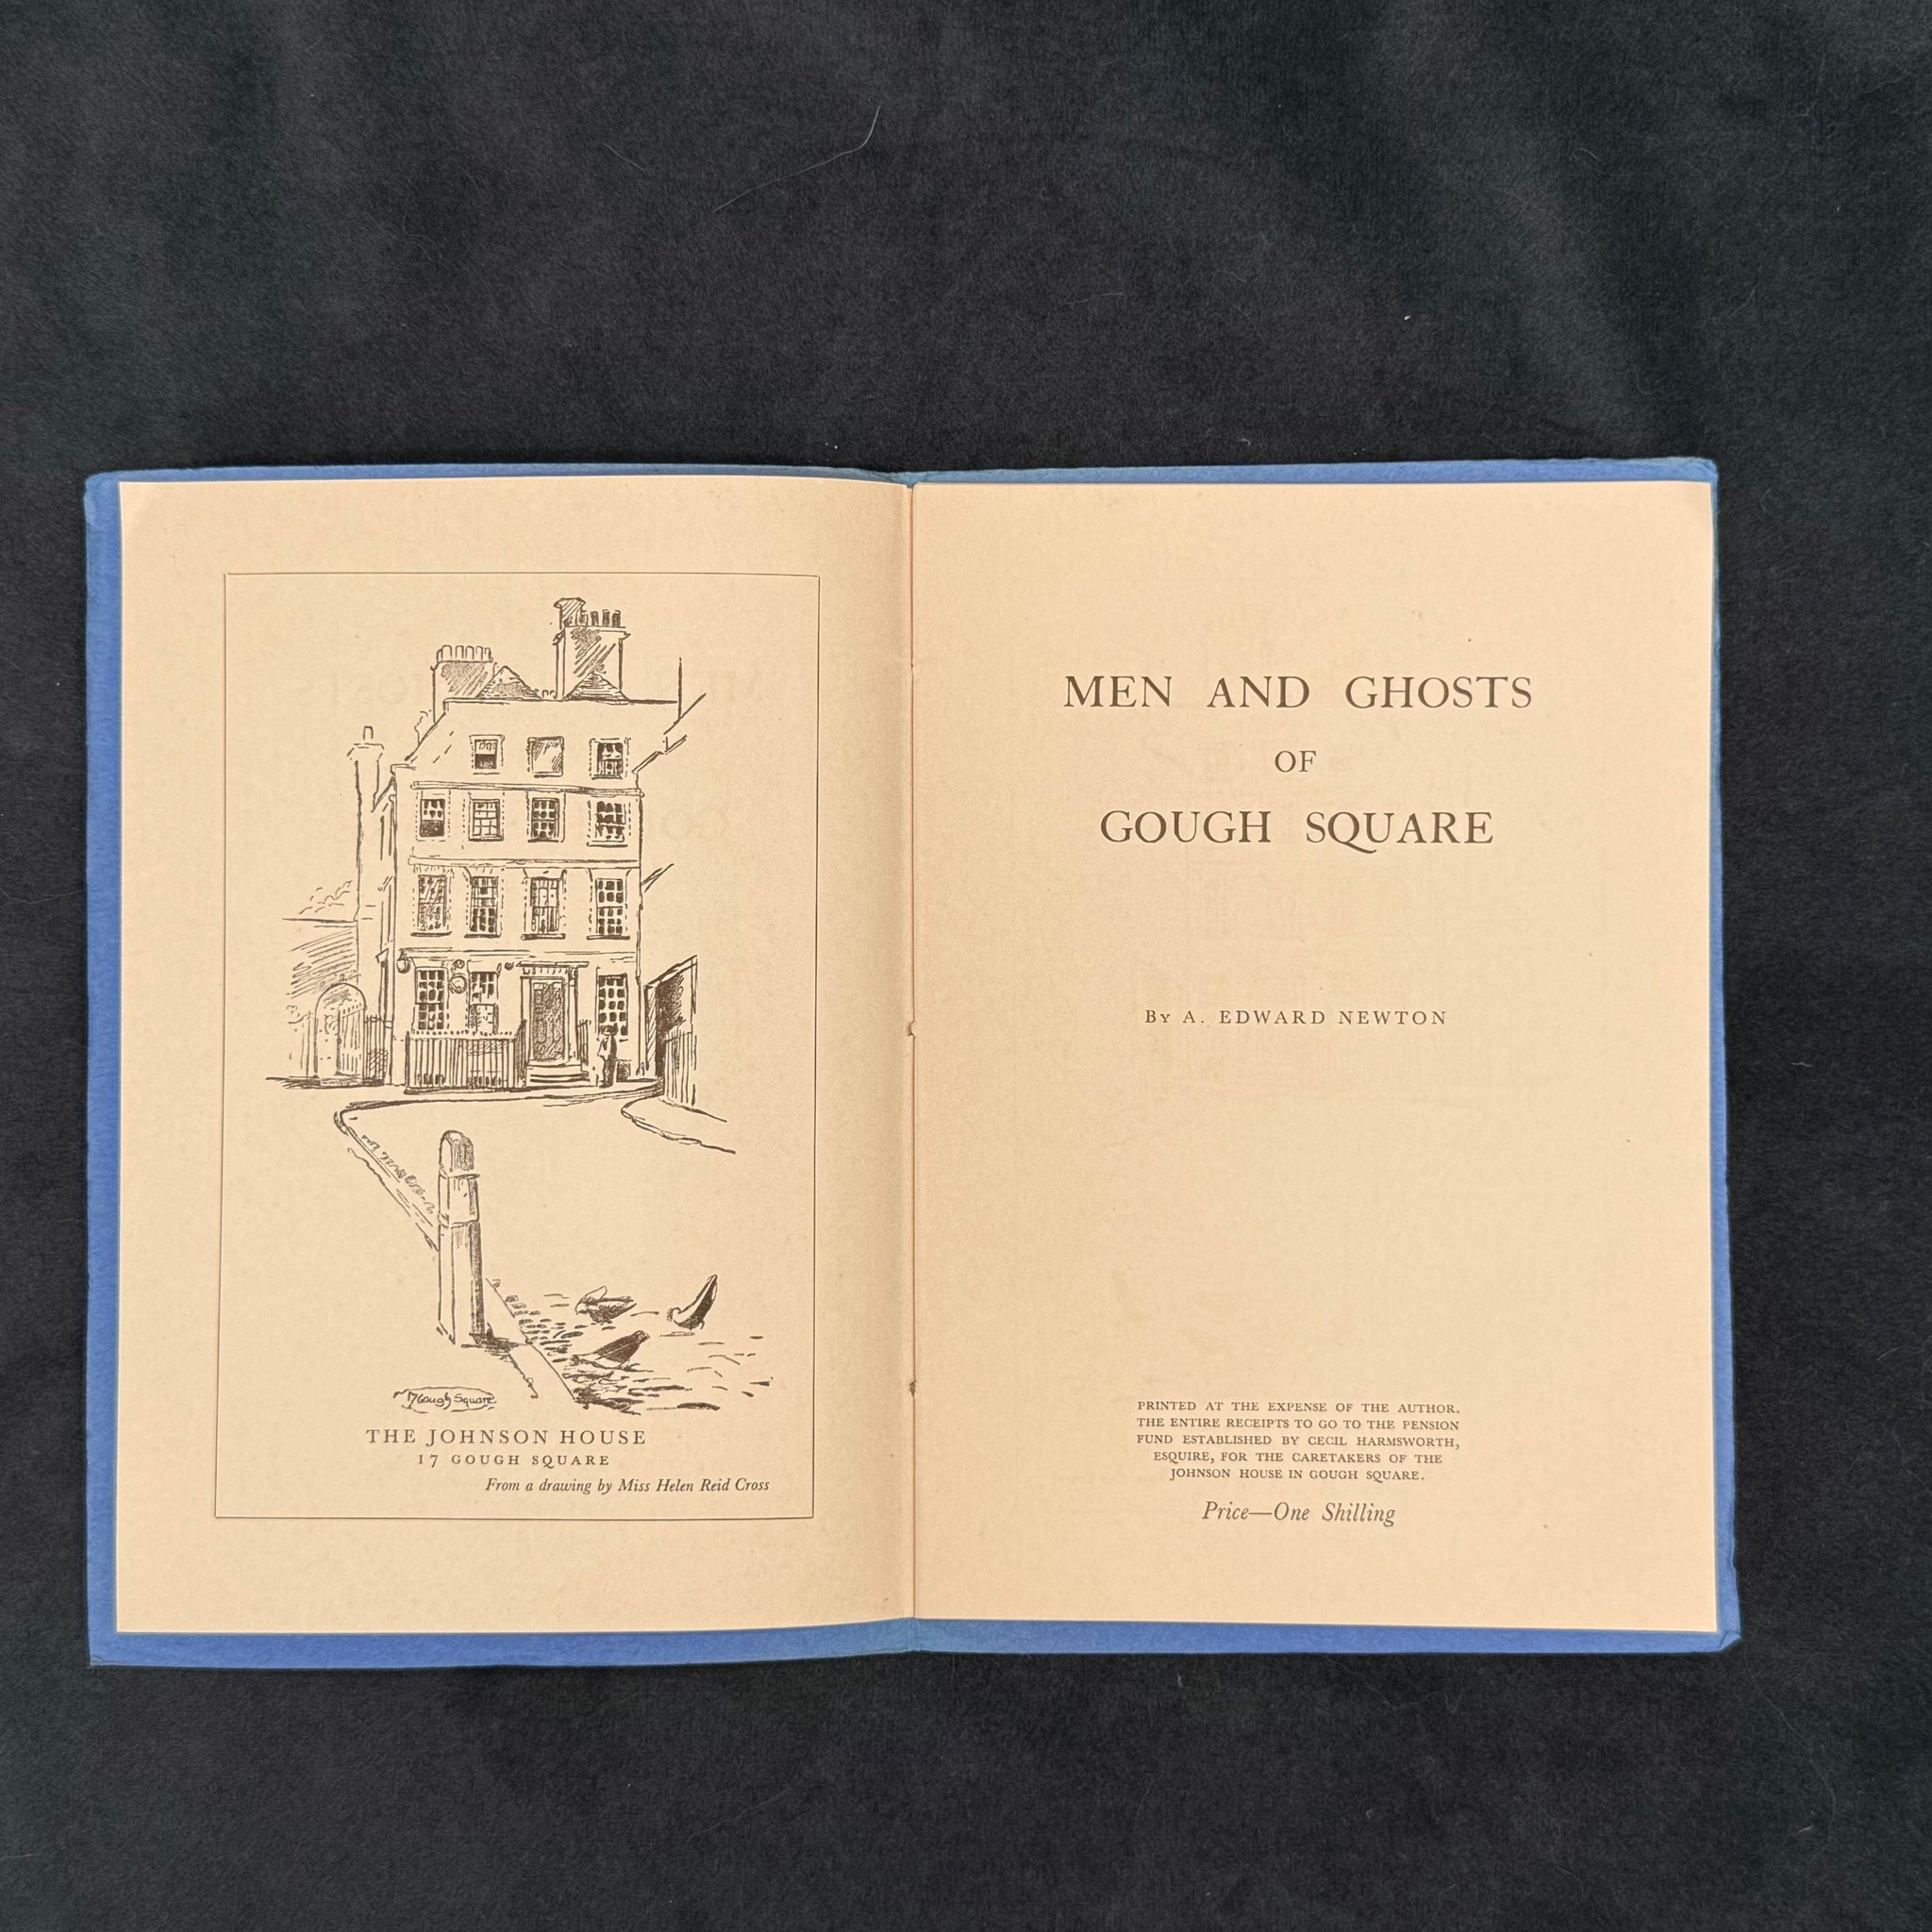 17 Gough Square
THE JOHNSON HOUSE
17 GOUGH SQUARE
From a drawing by Miss Helen Reid Cross
MEN AND GHOSTS
OF
GOUGH SQUARE
By A. EDWARD NEWTON
PRINTED AT THE EXPENSE OF THE AUTHOR.
THE ENTIRE RECEIPTS TO GO TO THE PENSION
FUND ESTABLISHED BY CECIL HARMSWORTH,
ESQUIRE, FOR THE CARETAKERS OF THE
JOHNSON HOUSE IN GOUGH SQUARE.
Price—One Shilling